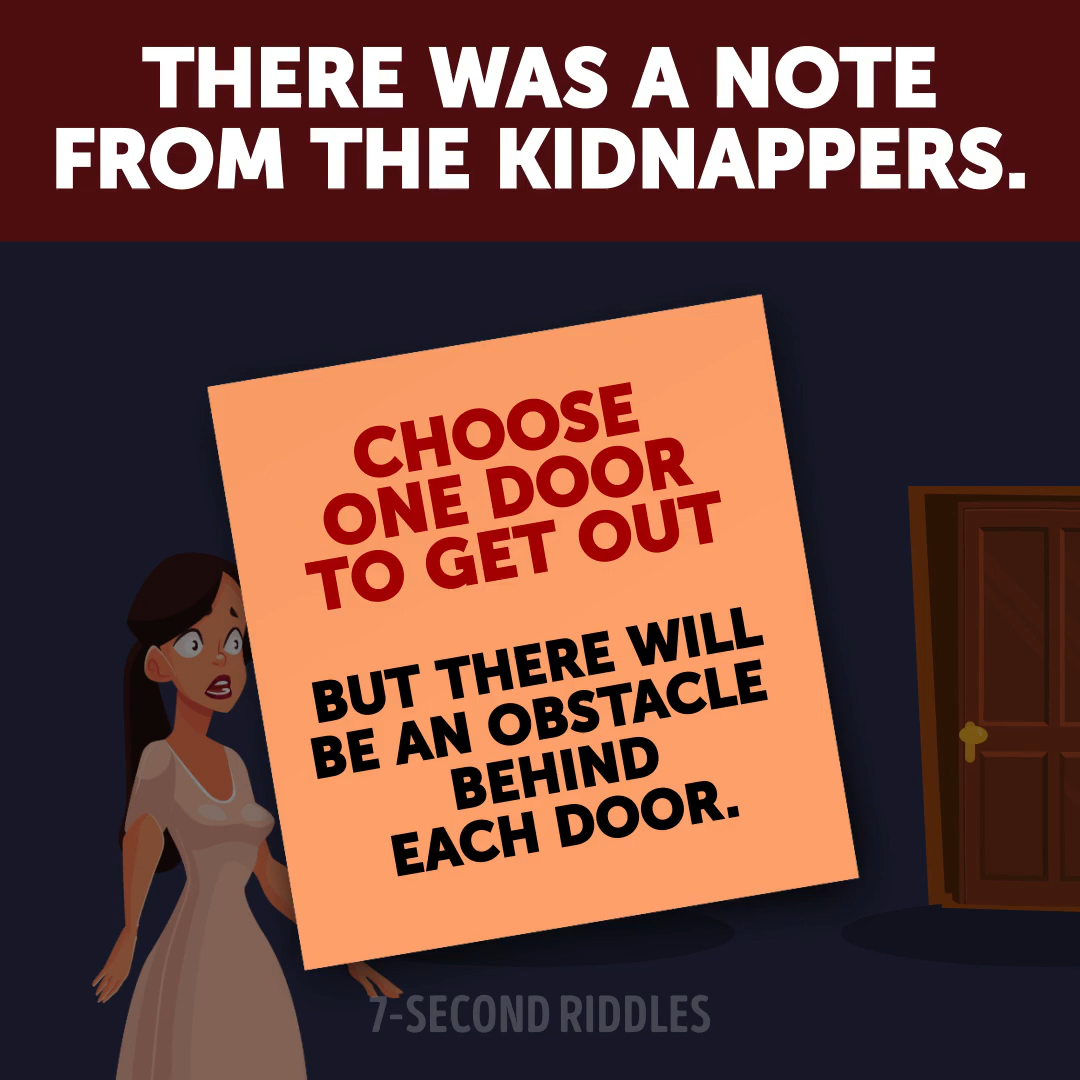 THERE WAS A NOTE
FROM THE KIDNAPPERS.
CHOOSE
ONE DOOR
TO GET OUT
BUT THERE WILL
BE AN OBSTACLE
BEHIND
EACH DOOR.
7-SECOND RIDDLES